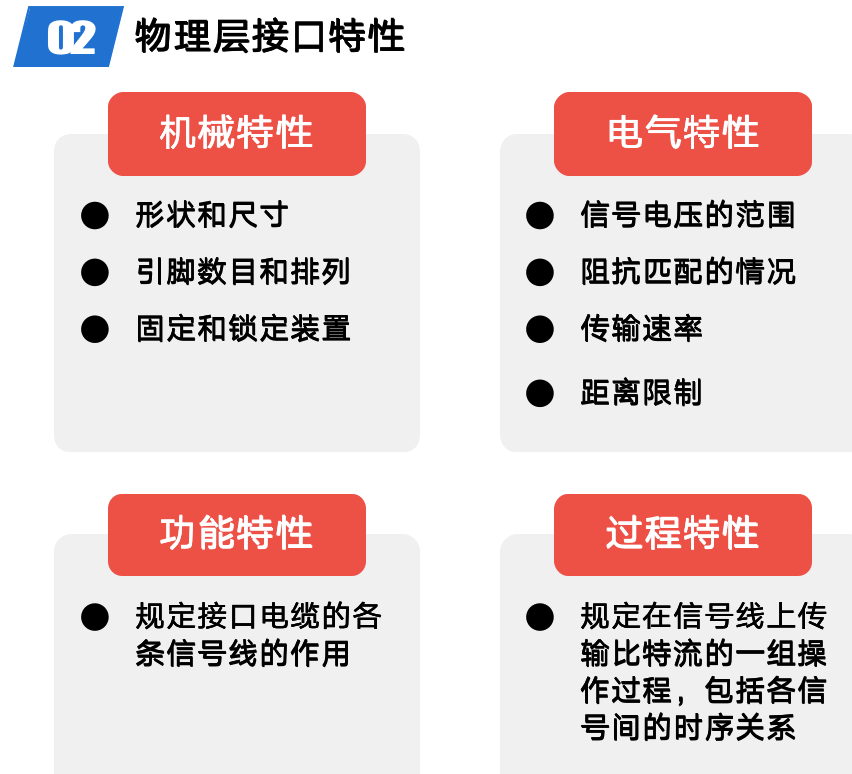 02 物理层接口特性
机械特性
● 形状和尺寸
● 引脚数目和排列
● 固定和锁定装置
电气特性
● 信号电压的范围
● 阻抗匹配的情况
● 传输速率
● 距离限制
功能特性
● 规定接口电缆的各
条信号线的作用
过程特性
● 规定在信号线上传
输比特流的一组操
作过程，包括各信
号间的时序关系